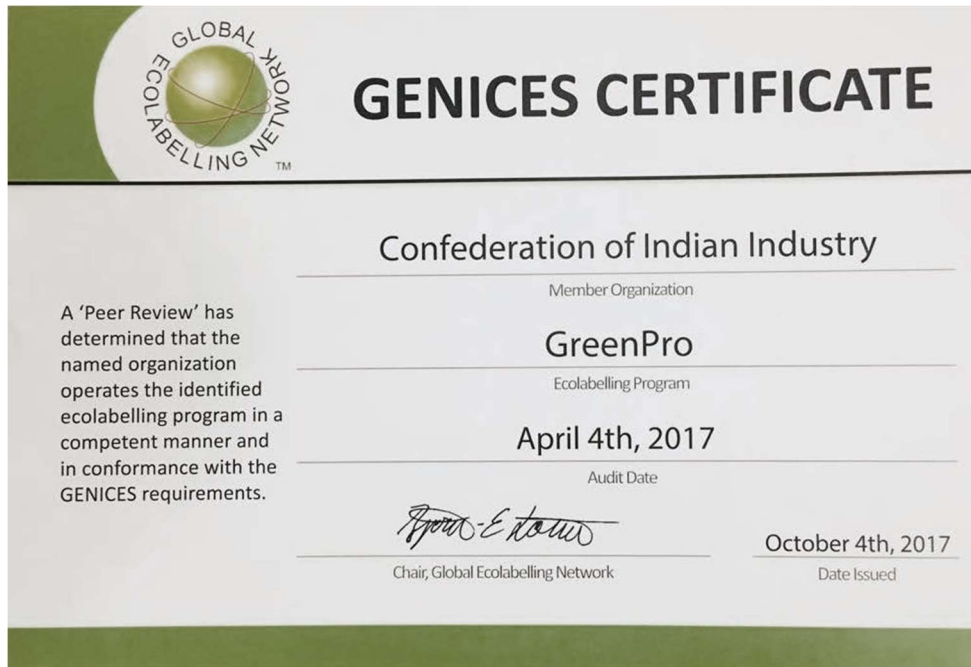 GLOBAL ECOLABELLING NETWORK
TM
GENICES CERTIFICATE
A ‘Peer Review’ has
determined that the
named organization
operates the identified
ecolabelling program in a
competent manner and
in conformance with the
GENICES requirements.
Confederation of Indian Industry
Member Organization
GreenPro
Ecolabelling Program
April 4th, 2017
Audit Date
Chair, Global Ecolabelling Network
October 4th, 2017
Date Issued